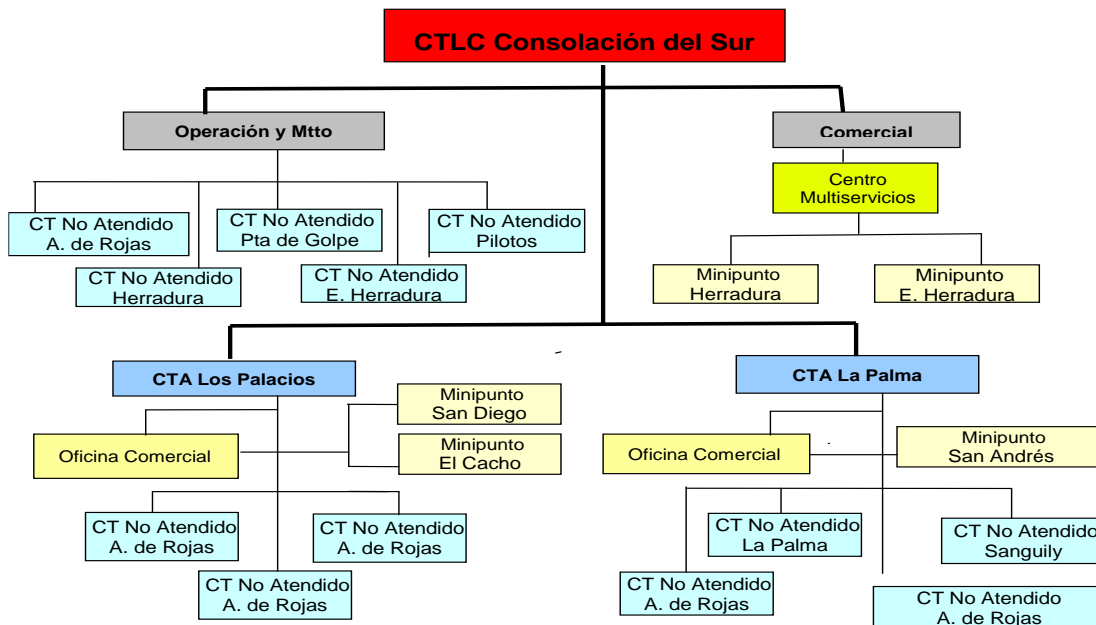 CTLC Consolación del Sur
Operación y Mtto
Comercial
Centro
Multiservicios
CT No Atendido
A. de Rojas
CT No Atendido
Pta de Golpe
CT No Atendido
Pilotos
CT No Atendido
Herradura
CT No Atendido
E. Herradura
Minipunto
Herradura
Minipunto
E. Herradura
CTA Los Palacios
CTA La Palma
Minipunto
San Diego
Oficina Comercial
Minipunto
El Cacho
Oficina Comercial
Minipunto
San Andrés
CT No Atendido
A. de Rojas
CT No Atendido
A. de Rojas
CT No Atendido
A. de Rojas
CT No Atendido
La Palma
CT No Atendido
Sanguily
CT No Atendido
A. de Rojas
CT No Atendido
A. de Rojas